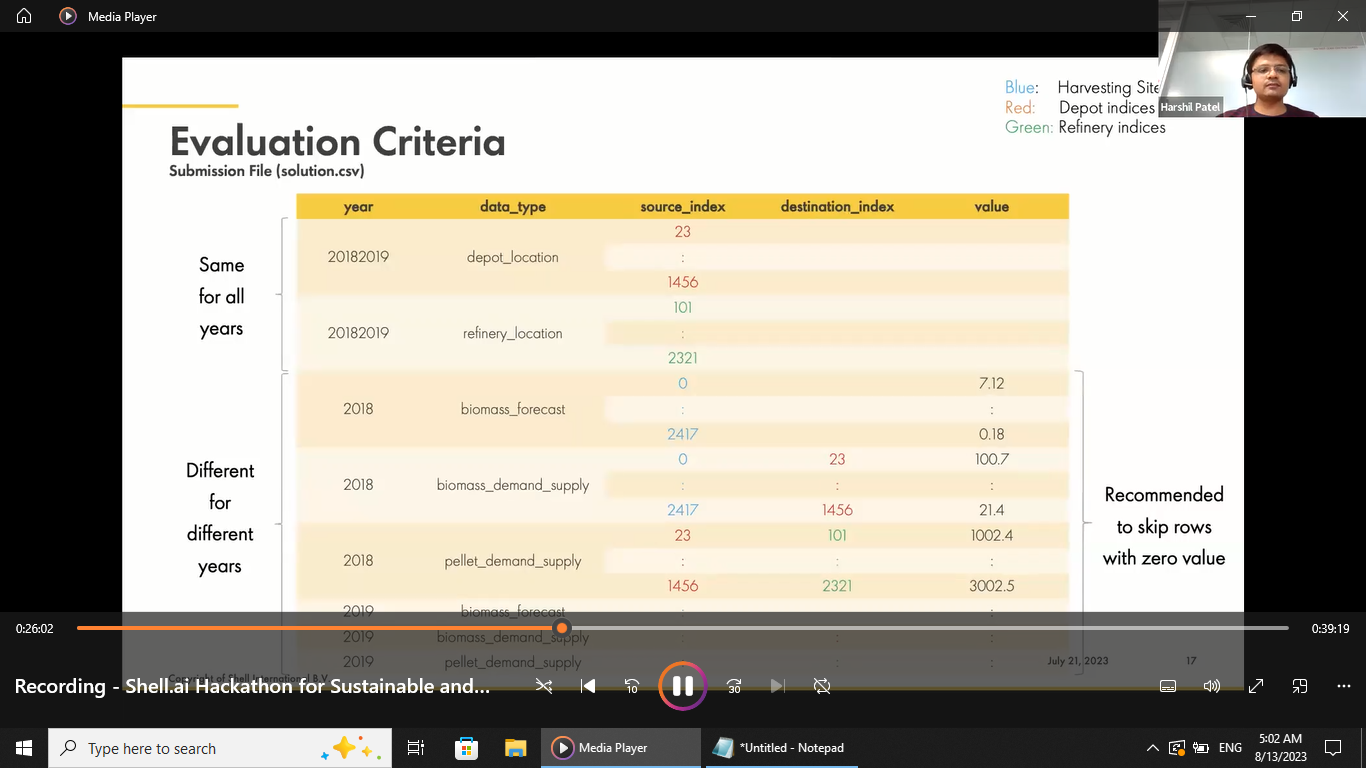 Media Player
Blue: Harvesting Site
Red: Depot indices
Green: Refinery indices
Harshil Patel
Evaluation Criteria
Submission File (solution.csv)
year data_type source_index destination_index value
23
20182019 depot_location :
1456
101
20182019 refinery_location :
2321
Same
for all
years
0 7.12
2018 biomass_forecast : :
2417 0.18
0 23 100.7
2018 biomass_demand_supply : : :
2417 1456 21.4
23 101 1002.4
2018 pellet_demand_supply : : :
1456 2321 3002.5
2019 biomass_forecast : :
2019 biomass_demand_supply : : :
2019 pellet_demand_supply : : :
Different
for
different
years
Recommended
to skip rows
with zero value
0:26:02 0:39:19
July 21, 2023 17
Copyright of Shell International B.V.
Recording - Shell.ai Hackathon for Sustainable and...
10 30
Type here to search
Media Player
*Untitled - Notepad
ENG
5:02 AM
8/13/2023